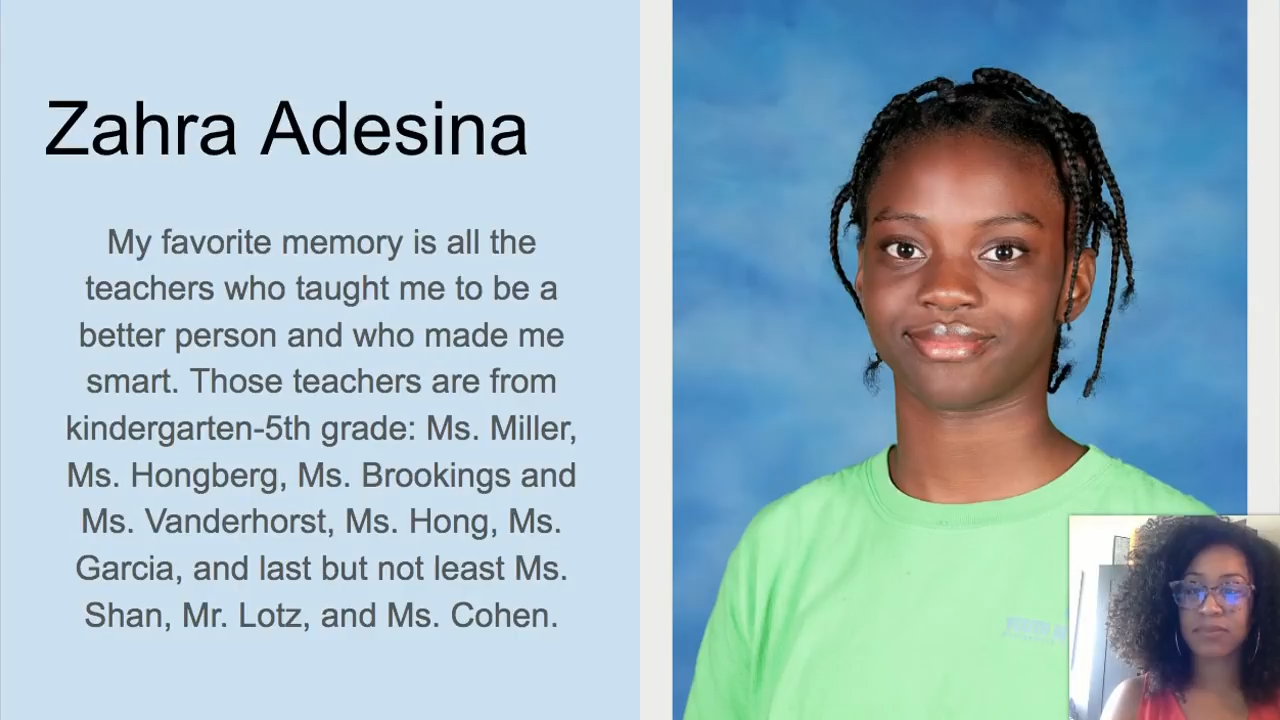 Zahra Adesina
My favorite memory is all the
teachers who taught me to be a
better person and who made me
smart. Those teachers are from
kindergarten-5th grade: Ms. Miller,
Ms. Hongberg, Ms. Brookings and
Ms. Vanderhorst, Ms. Hong, Ms.
Garcia, and last but not least Ms.
Shan, Mr. Lotz, and Ms. Cohen.